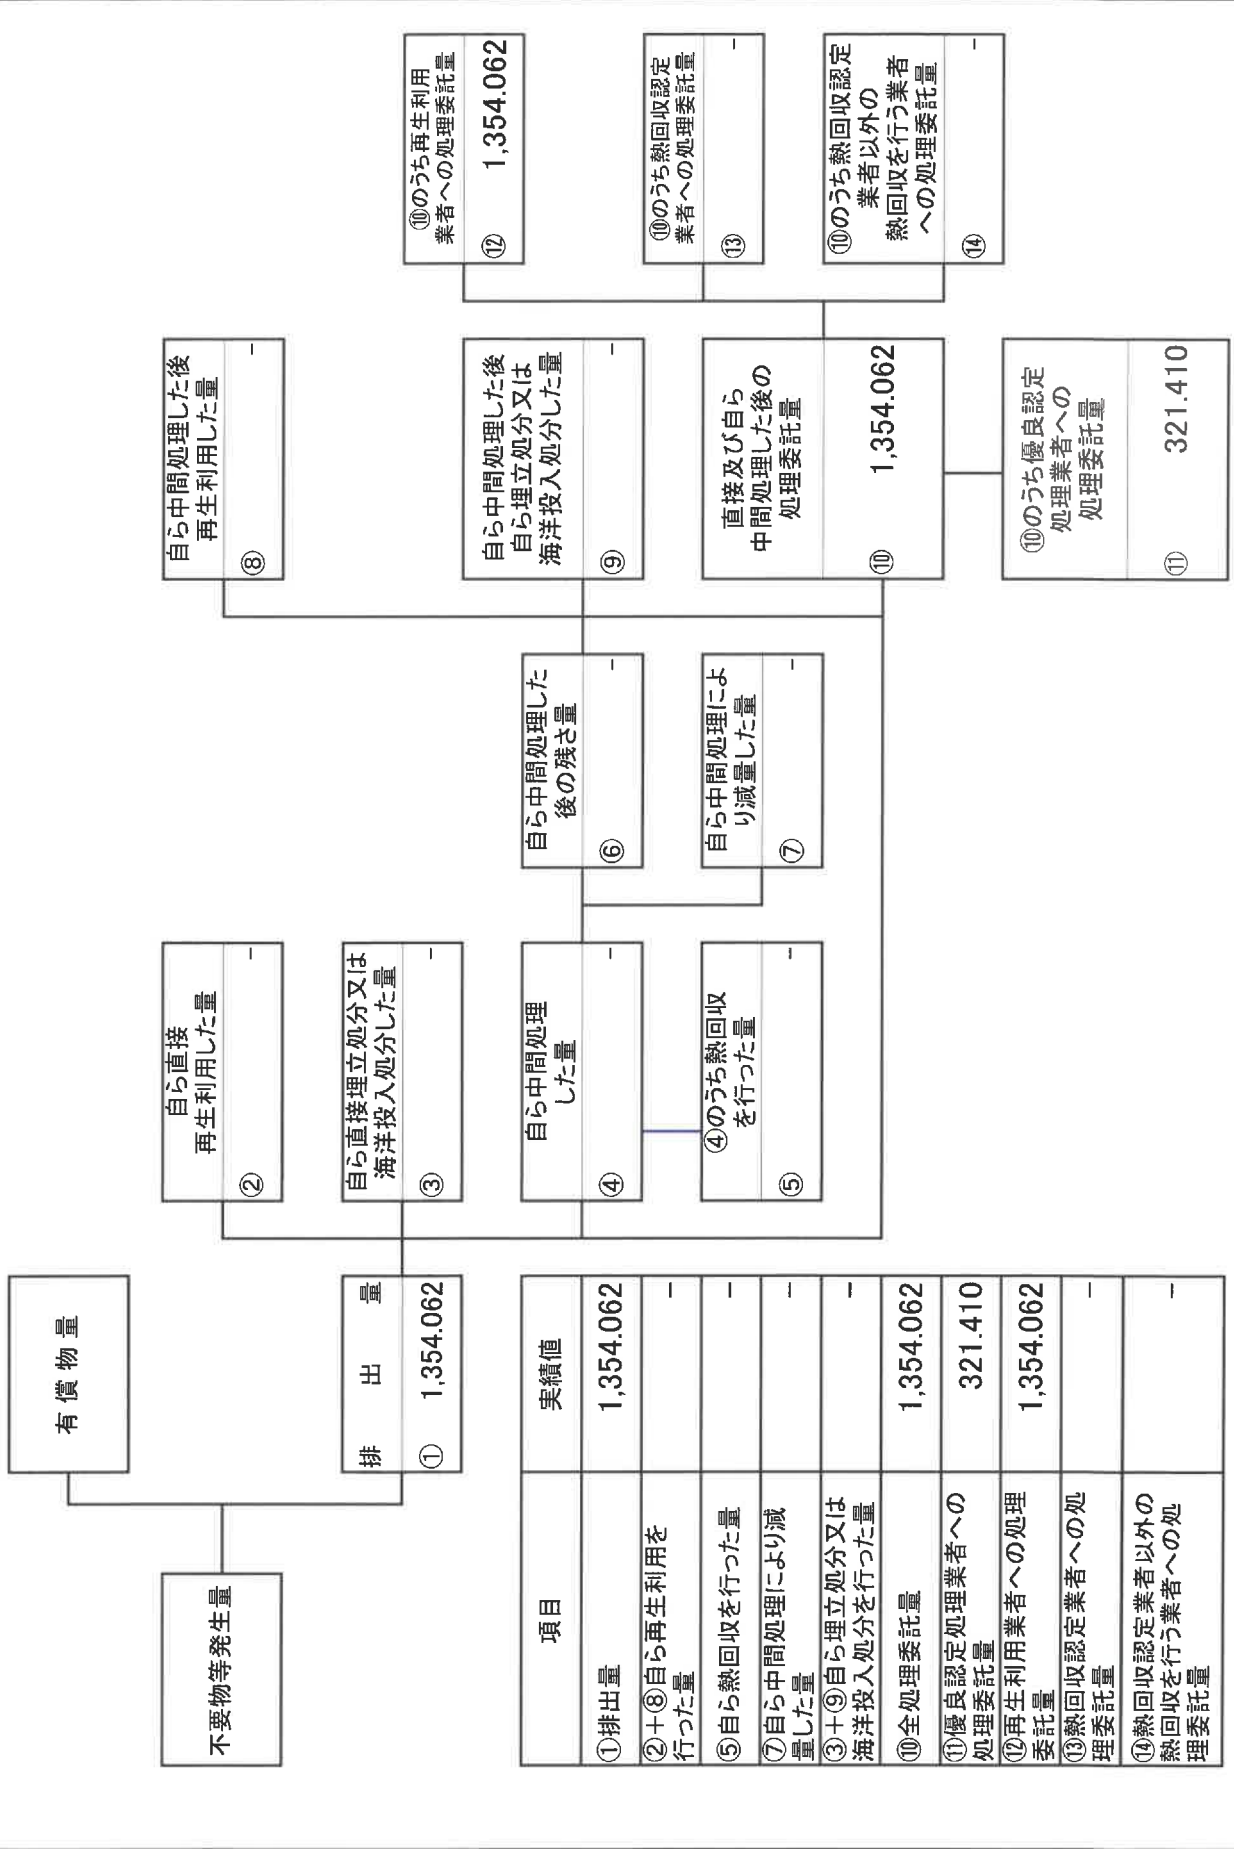 有 償 物 量
不要物等発生量
排 出 量
① 1,354.062
自ら直接
再生利用した量
② −
自ら直接埋立処分又は
海洋投入処分した量
③ −
自ら中間処理
した量
④ −
④のうち熱回収
を行った量
⑤ −
自ら中間処理した
後の残さ量
⑥ −
自ら中間処理によ
り減量した量
⑦ −
自ら中間処理した後
再生利用した量
⑧ −
自ら中間処理した後
自ら埋立処分又は
海洋投入処分した量
⑨ −
直接及び自ら
中間処理した後の
処理委託量
⑩ 1,354.062
⑩のうち優良認定
処理業者への
処理委託量
⑪ 321.410
⑩のうち再生利用
業者への処理委託量
⑫ 1,354.062
⑩のうち熱回収認定
業者への処理委託量
⑬ −
⑩のうち熱回収認定
業者以外の
熱回収を行う業者
への処理委託量
⑭ −
項目 実績値
①排出量 1,354.062
②＋⑧自ら再生利用を
行った量 −
⑤自ら熱回収を行った量 −
⑦自ら中間処理により減
量した量 −
③＋⑨自ら埋立処分又は
海洋投入処分を行った量 −
⑩全処理委託量 1,354.062
⑪優良認定処理業者への
処理委託量 321.410
⑫再生利用業者への処理
委託量 1,354.062
⑬熱回収認定業者への処
理委託量 −
⑭熱回収認定業者以外の
熱回収を行う業者への処
理委託量 −